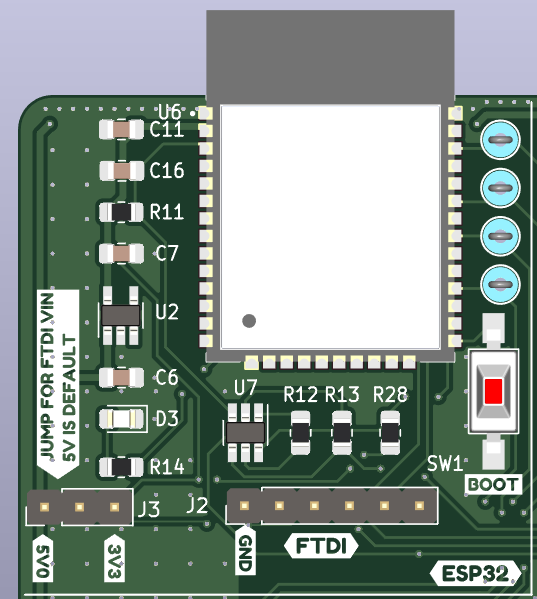 U6
C11
C16
R11
C7
U2
C6
D3
R14
JUMP FOR FTDI VIN
5V IS DEFAULT
U7
R12 R13 R28
SW1
BOOT
J3
J2
5V0
3V3
GND
FTDI
ESP32